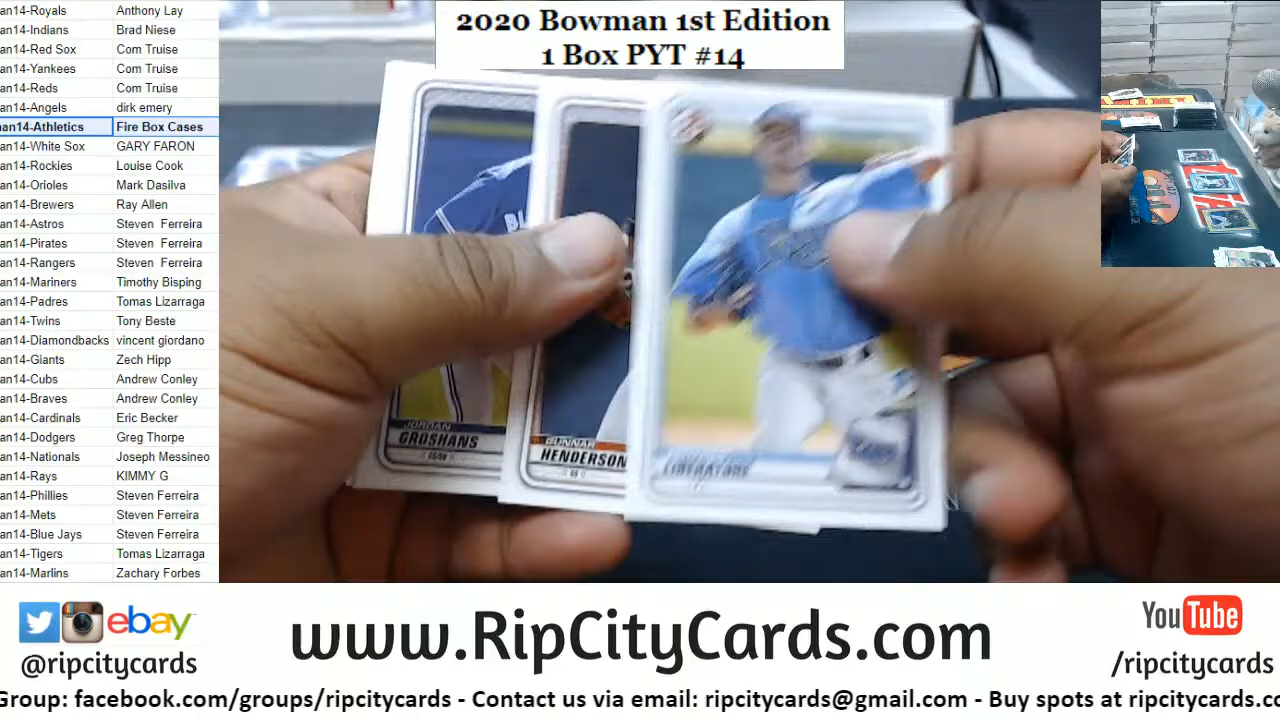 2020 Bowman 1st Edition
1 Box PYT #14
an14-Royals Anthony Lay
an14-Indians Brad Niese
an14-Red Sox Com Truise
an14-Yankees Com Truise
an14-Reds Com Truise
an14-Angels dirk emery
nan14-Athletics Fire Box Cases
an14-White Sox GARY FARON
an14-Rockies Louise Cook
an14-Orioles Mark Dasilva
an14-Brewers Ray Allen
an14-Astros Steven Ferreira
an14-Pirates Steven Ferreira
an14-Rangers Steven Ferreira
an14-Mariners Timothy Bisping
an14-Padres Tomas Lizarraga
an14-Twins Tony Beste
an14-Diamondbacks vincent giordano
an14-Giants Zech Hipp
an14-Cubs Andrew Conley
an14-Braves Andrew Conley
an14-Cardinals Eric Becker
an14-Dodgers Greg Thorpe
an14-Nationals Joseph Messineo
an14-Rays KIMMY G
an14-Phillies Steven Ferreira
an14-Mets Steven Ferreira
an14-Blue Jays Steven Ferreira
an14-Tigers Tomas Lizarraga
an14-Marlins Zachary Forbes
BL
JORDAN
GROSHANS
GUNNAR
HENDERSON
LIBERATORE
ebay
@ripcitycards
www.RipCityCards.com
YouTube
/ripcitycards
Group: facebook.com/groups/ripcitycards - Contact us via email: ripcitycards@gmail.com - Buy spots at ripcitycards.co